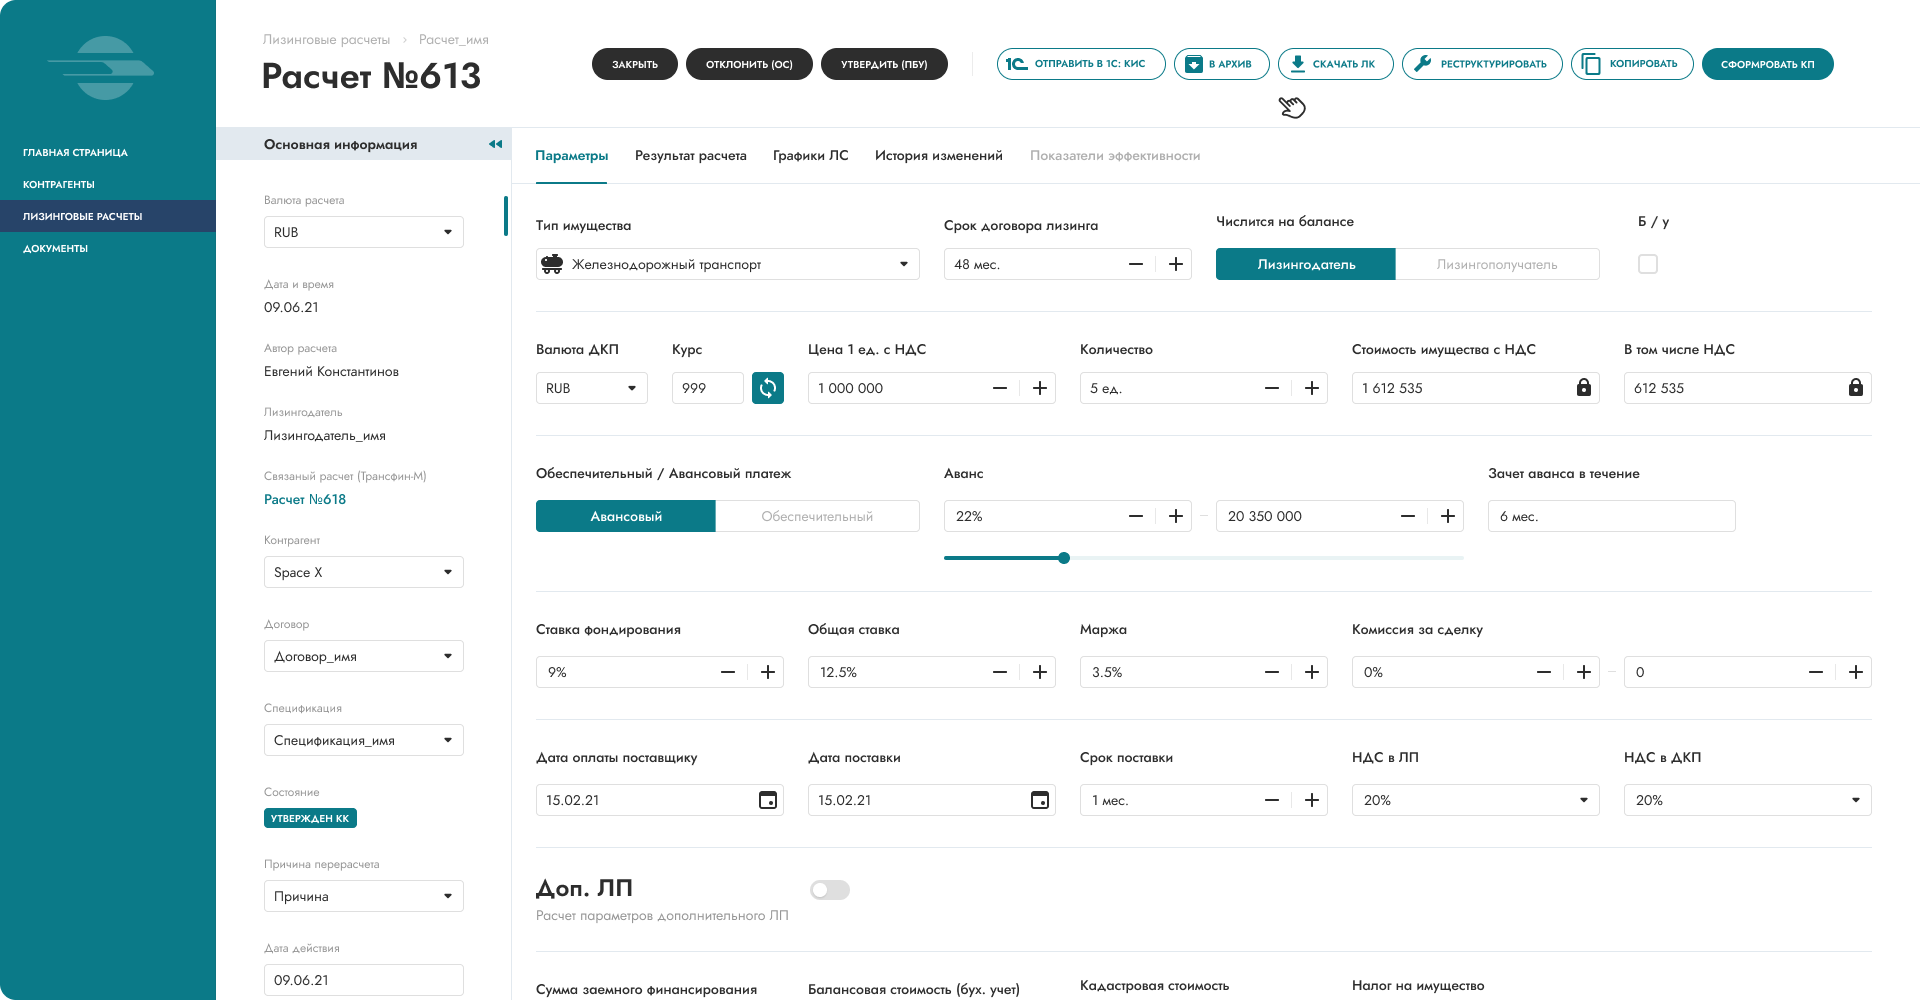 Лизинговые расчеты › Расчет_имя
Расчет №613
ЗАКРЫТЬ
ОТКЛОНИТЬ (ОС)
УТВЕРДИТЬ (ПБУ)
1С ОТПРАВИТЬ В 1С: КИС
В АРХИВ
СКАЧАТЬ ЛК
РЕСТРУКТУРИРОВАТЬ
КОПИРОВАТЬ
СФОРМИРОВАТЬ КП
ГЛАВНАЯ СТРАНИЦА
КОНТРАГЕНТЫ
ЛИЗИНГОВЫЕ РАСЧЕТЫ
ДОКУМЕНТЫ
Основная информация
Валюта расчета
RUB
Дата и время
09.06.21
Автор расчета
Евгений Константинов
Лизингодатель
Лизингодатель_имя
Связаный расчет (Трансфин-М)
Расчет №618
Контрагент
Space X
Договор
Договор_имя
Спецификация
Спецификация_имя
Состояние
УТВЕРЖДЕН КК
Причина перерасчета
Причина
Дата действия
09.06.21
Параметры
Результат расчета
Графики ЛС
История изменений
Показатели эффективности
Тип имущества
Железнодорожный транспорт
Срок договора лизинга
48 мес.
Числится на балансе
Лизингодатель
Лизингополучатель
Б / у
Валюта ДКП
RUB
Курс
999
Цена 1 ед. с НДС
1 000 000
Количество
5 ед.
Стоимость имущества с НДС
1 612 535
В том числе НДС
612 535
Обеспечительный / Авансовый платеж
Авансовый
Обеспечительный
Аванс
22%
–
20 350 000
Зачет аванса в течение
6 мес.
Ставка фондирования
9%
Общая ставка
12.5%
Маржа
3.5%
Комиссия за сделку
0%
–
0
Дата оплаты поставщику
15.02.21
Дата поставки
15.02.21
Срок поставки
1 мес.
НДС в ЛП
20%
НДС в ДКП
20%
Доп. ЛП
Расчет параметров дополнительного ЛП
Сумма заемного финансирования
Балансовая стоимость (бух. учет)
Кадастровая стоимость
Налог на имущество